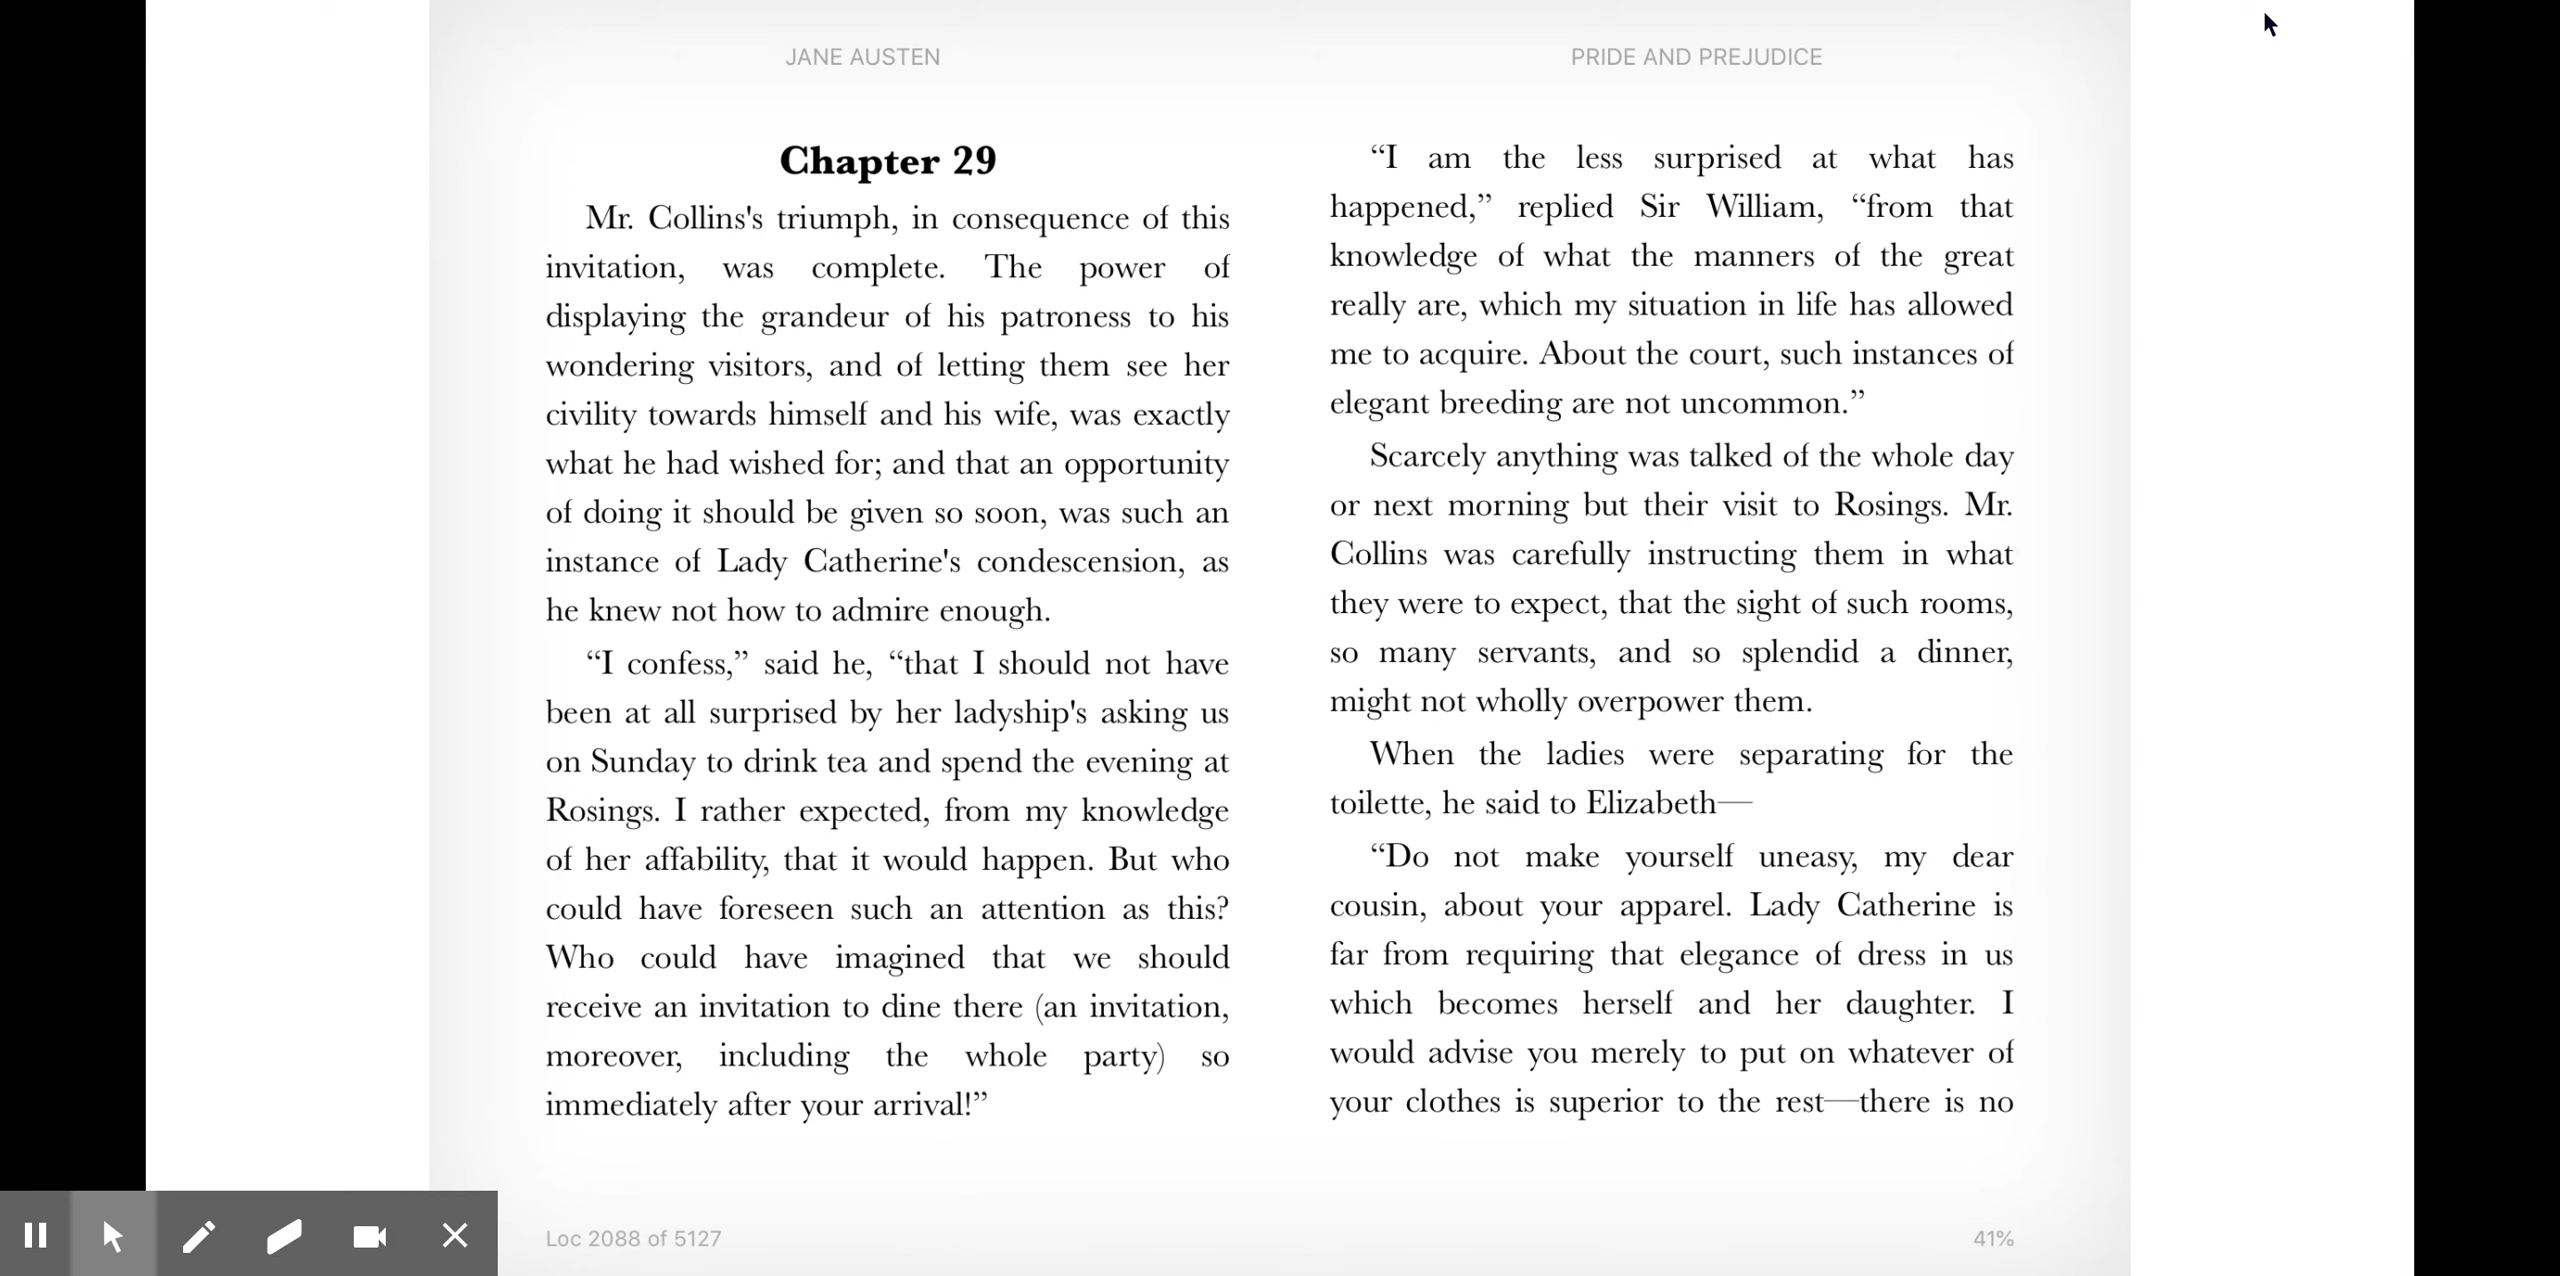 JANE AUSTEN
PRIDE AND PREJUDICE
Chapter 29
Mr. Collins's triumph, in consequence of this
invitation, was complete. The power of
displaying the grandeur of his patroness to his
wondering visitors, and of letting them see her
civility towards himself and his wife, was exactly
what he had wished for; and that an opportunity
of doing it should be given so soon, was such an
instance of Lady Catherine's condescension, as
he knew not how to admire enough.
“I confess,” said he, “that I should not have
been at all surprised by her ladyship's asking us
on Sunday to drink tea and spend the evening at
Rosings. I rather expected, from my knowledge
of her affability, that it would happen. But who
could have foreseen such an attention as this?
Who could have imagined that we should
receive an invitation to dine there (an invitation,
moreover, including the whole party) so
immediately after your arrival!”
“I am the less surprised at what has
happened,” replied Sir William, “from that
knowledge of what the manners of the great
really are, which my situation in life has allowed
me to acquire. About the court, such instances of
elegant breeding are not uncommon.”
Scarcely anything was talked of the whole day
or next morning but their visit to Rosings. Mr.
Collins was carefully instructing them in what
they were to expect, that the sight of such rooms,
so many servants, and so splendid a dinner,
might not wholly overpower them.
When the ladies were separating for the
toilette, he said to Elizabeth—
“Do not make yourself uneasy, my dear
cousin, about your apparel. Lady Catherine is
far from requiring that elegance of dress in us
which becomes herself and her daughter. I
would advise you merely to put on whatever of
your clothes is superior to the rest—there is no
Loc 2088 of 5127
41%